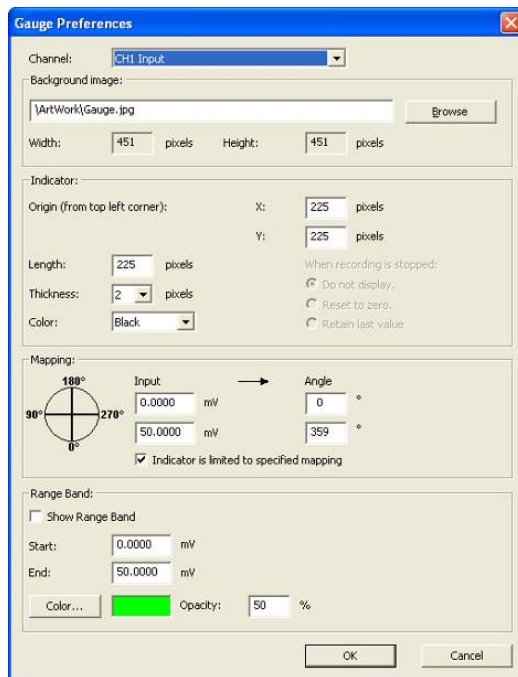 Gauge Preferences
Channel: CH1 Input
Background image:
\ArtWork\Gauge.jpg Browse
Width: 451 pixels Height: 451 pixels
Indicator:
Origin (from top left corner): X: 225 pixels
Y: 225 pixels
Length: 225 pixels When recording is stopped:
Thickness: 2 pixels Do not display.
Reset to zero.
Color: Black Retain last value
Mapping:
180° Input Angle
0.0000 mV 0 °
90° 270°
50.0000 mV 359 °
0°
Indicator is limited to specified mapping
Range Band:
Show Range Band
Start: 0.0000 mV
End: 50.0000 mV
Color... Opacity: 50 %
OK Cancel